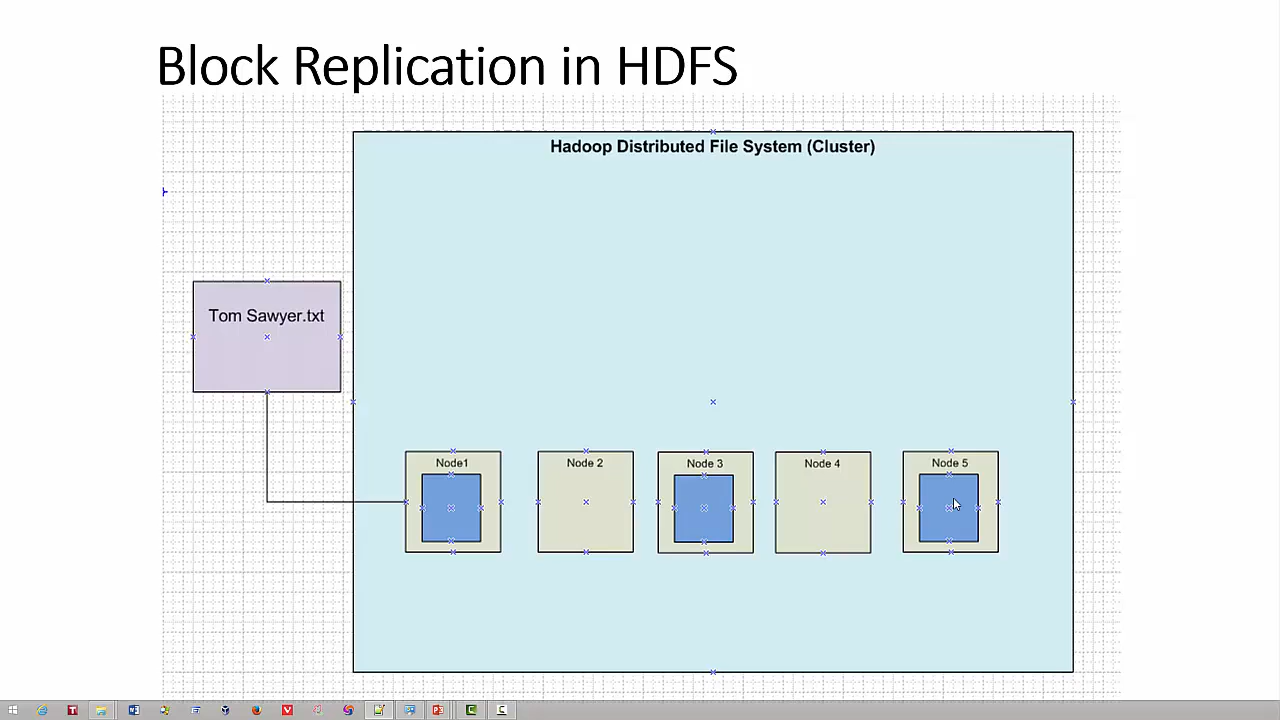 Block Replication in HDFS
Hadoop Distributed File System (Cluster)
Tom Sawyer.txt
Node1
Node 2
Node 3
Node 4
Node 5